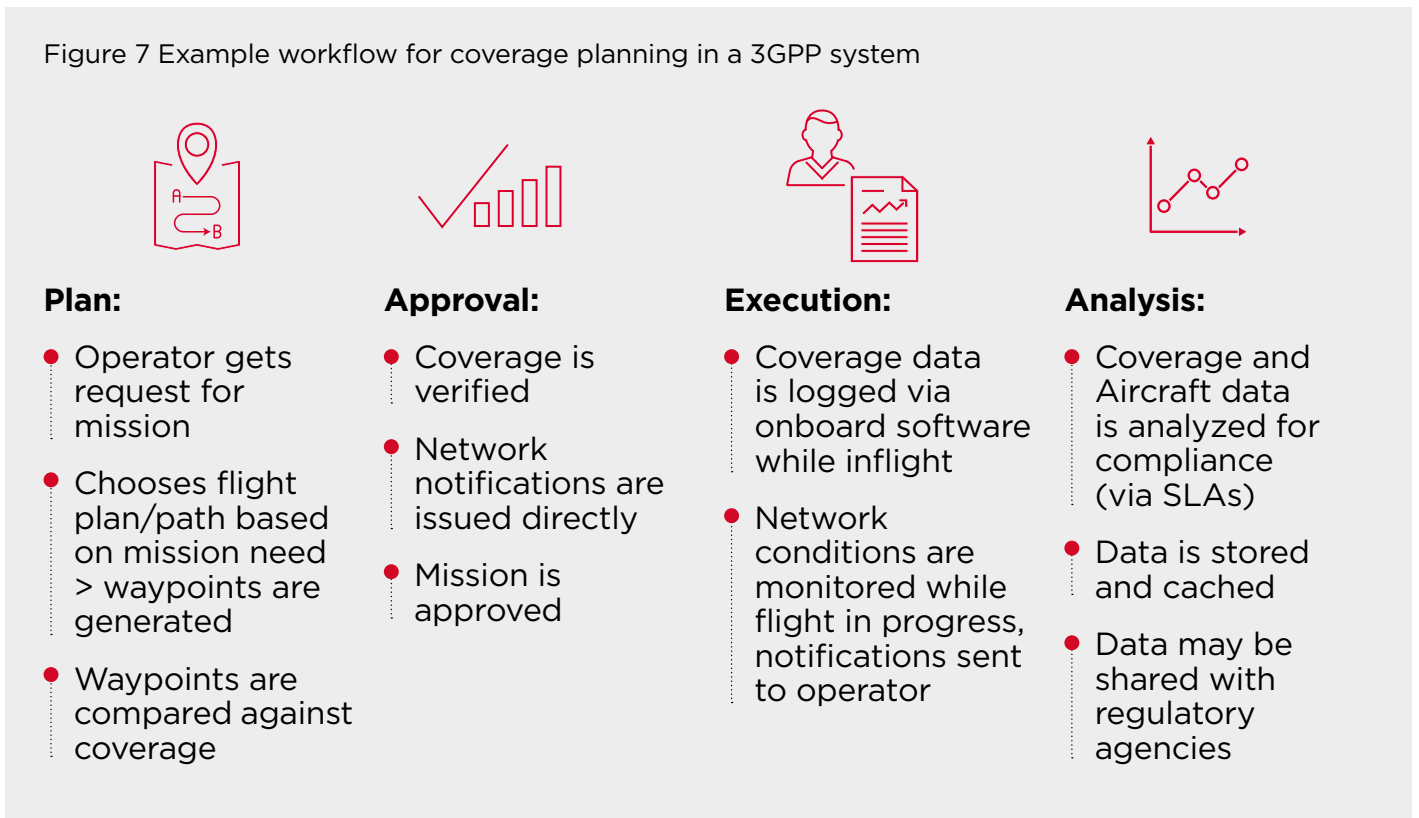 Figure 7 Example workflow for coverage planning in a 3GPP system
A
B
Plan:
Operator gets
request for
mission
Chooses flight
plan/path based
on mission need
> waypoints are
generated
Waypoints are
compared against
coverage
Approval:
Coverage is
verified
Network
notifications are
issued directly
Mission is
approved
Execution:
Coverage data
is logged via
onboard software
while inflight
Network
conditions are
monitored while
flight in progress,
notifications sent
to operator
Analysis:
Coverage and
Aircraft data
is analyzed for
compliance
(via SLAs)
Data is stored
and cached
Data may be
shared with
regulatory
agencies